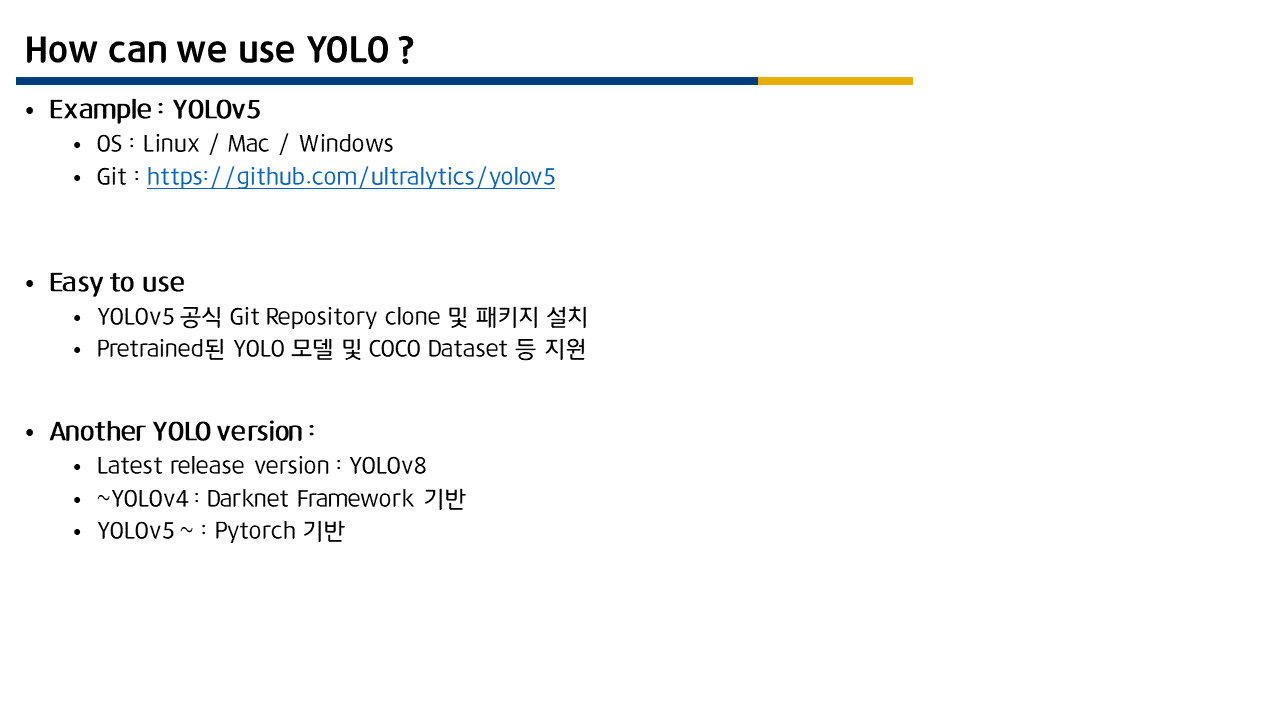 How can we use YOLO ?
• Example : YOLOv5
• OS : Linux / Mac / Windows
• Git : https://github.com/ultralytics/yolov5
• Easy to use
• YOLOv5 공식 Git Repository clone 및 패키지 설치
• Pretrained된 YOLO 모델 및 COCO Dataset 등 지원
• Another YOLO version :
• Latest release version : YOLOv8
• ~YOLOv4 : Darknet Framework 기반
• YOLOv5 ~ : Pytorch 기반